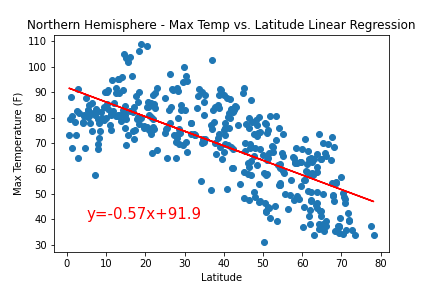 Northern Hemisphere - Max Temp vs. Latitude Linear Regression
110
100
90
80
70
60
50
40
30
Max Temperature (F)
y=-0.57x+91.9
0 10 20 30 40 50 60 70 80
Latitude